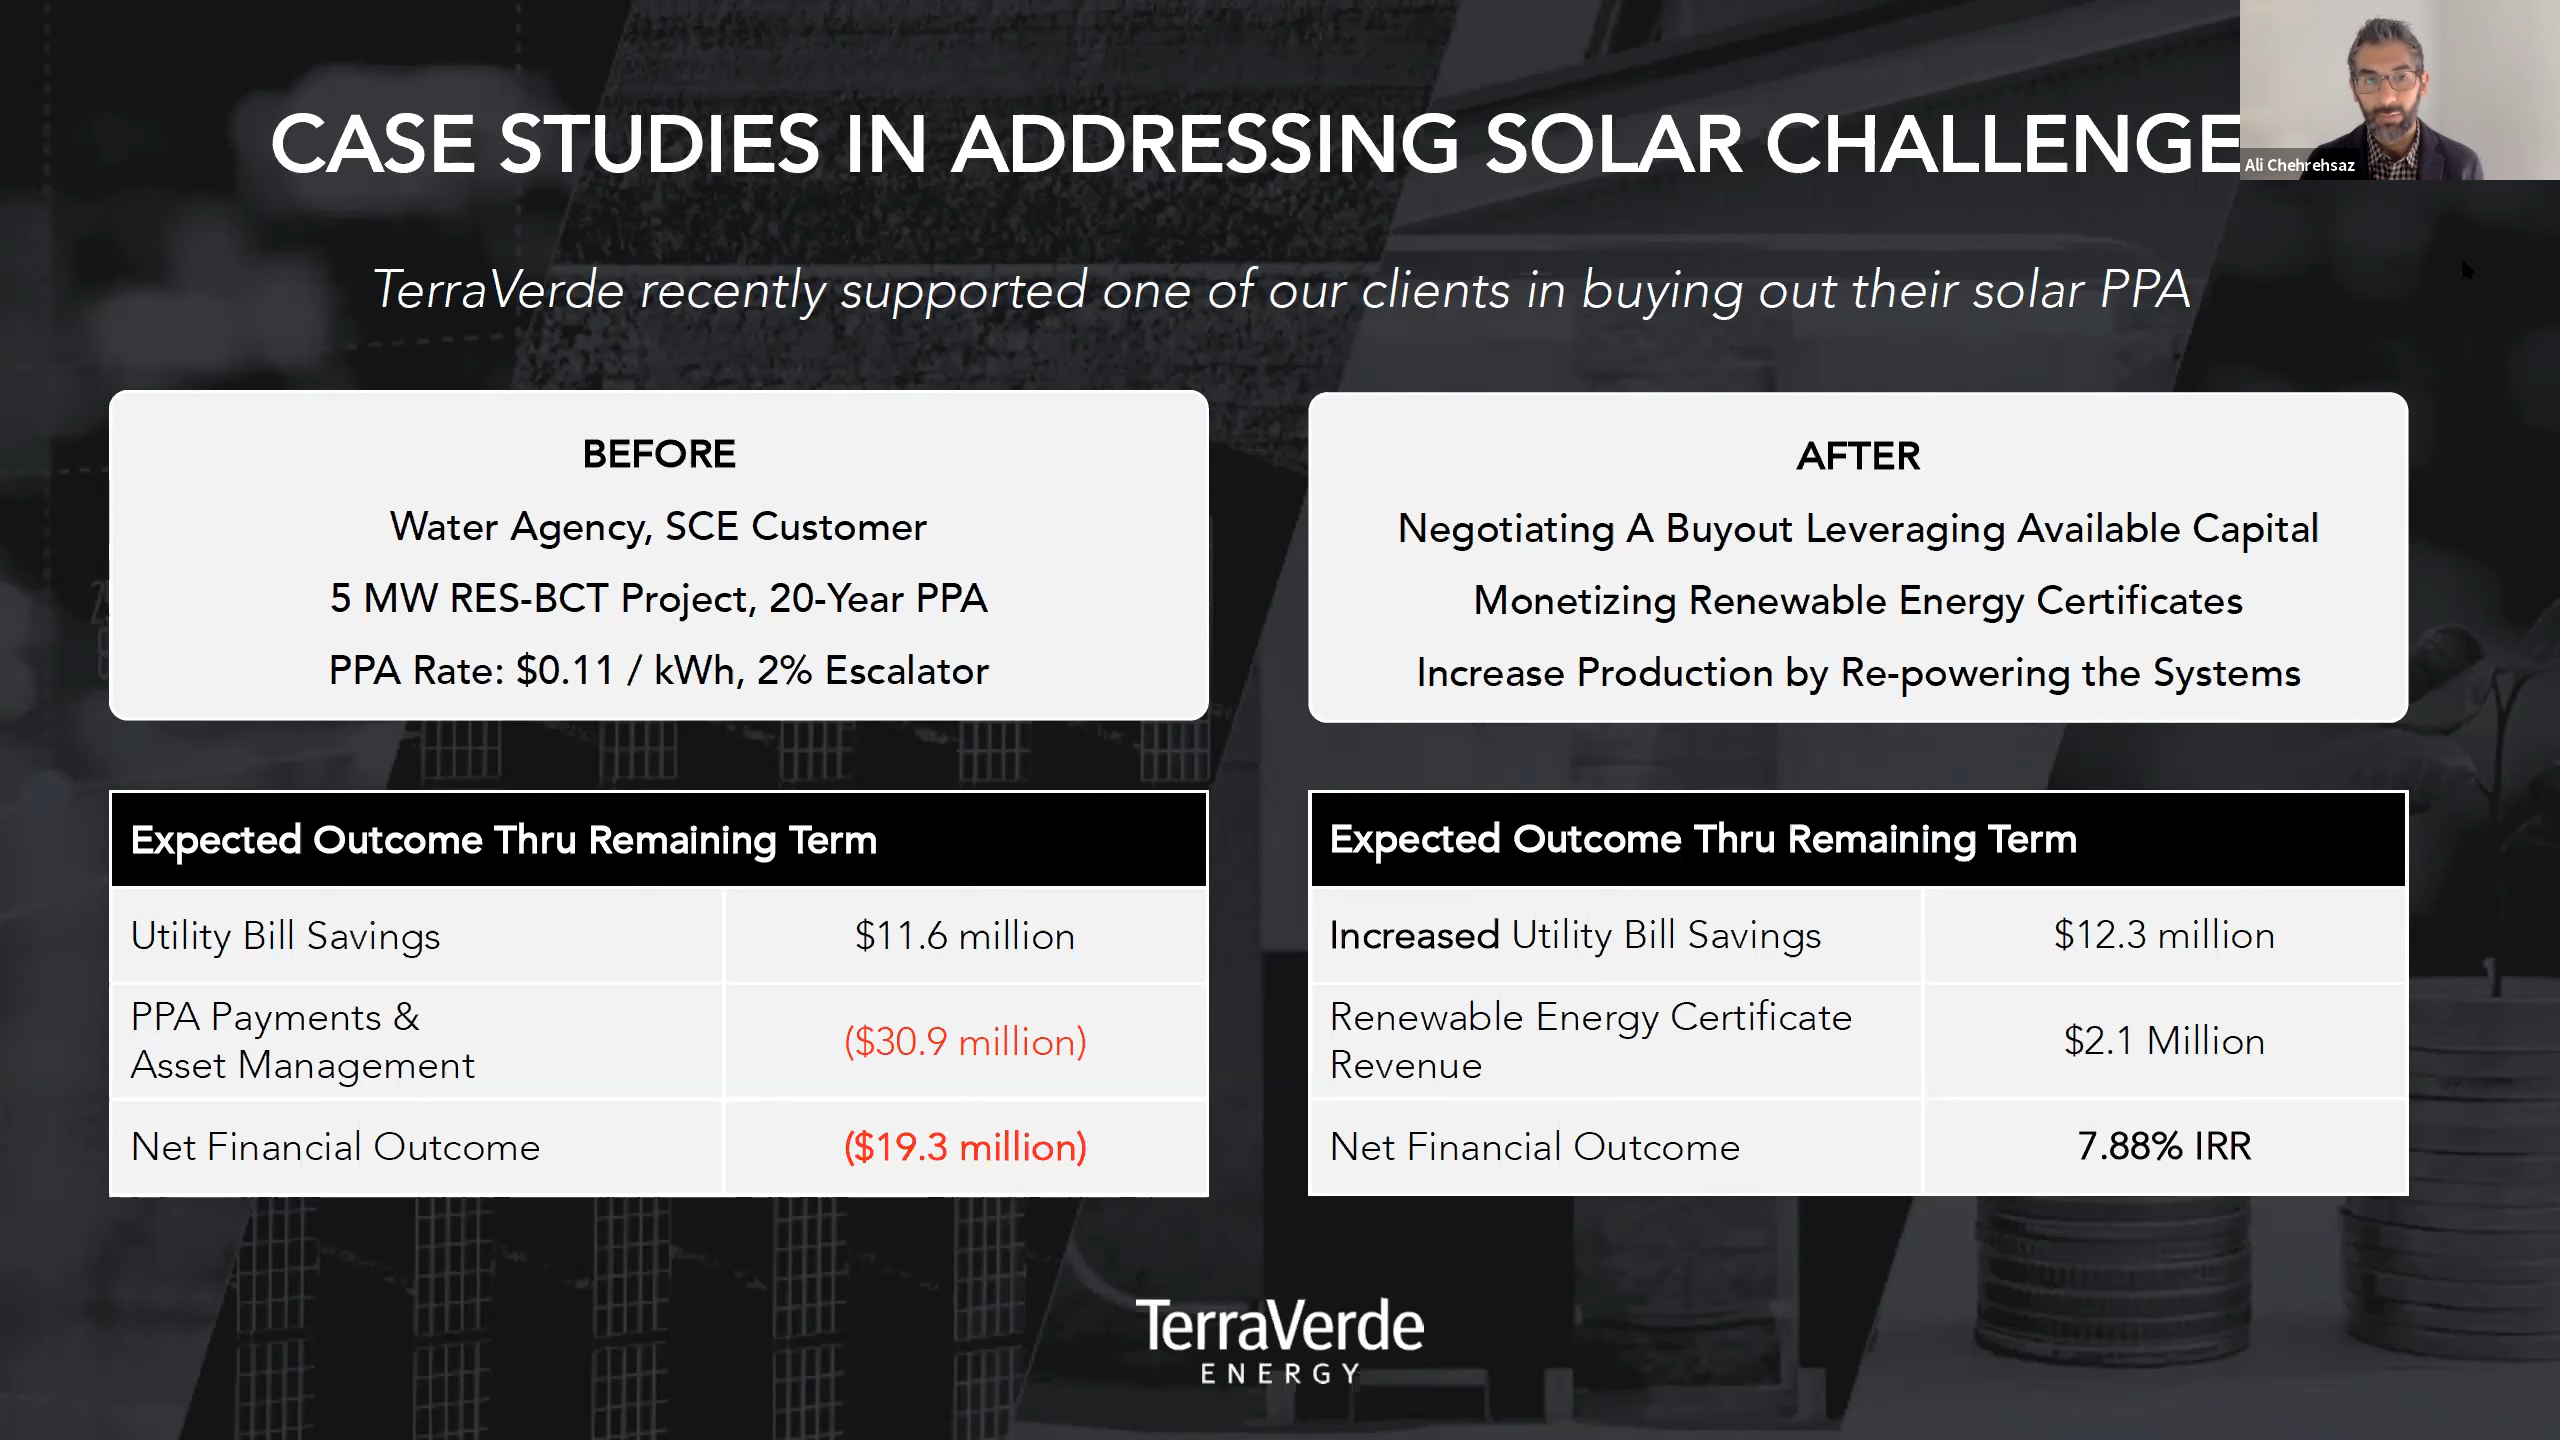 CASE STUDIES IN ADDRESSING SOLAR CHALLENGE
Ali Chehrehsaz
TerraVerde recently supported one of our clients in buying out their solar PPA
BEFORE
Water Agency, SCE Customer
5 MW RES-BCT Project, 20-Year PPA
PPA Rate: $0.11 / kWh, 2% Escalator
AFTER
Negotiating A Buyout Leveraging Available Capital
Monetizing Renewable Energy Certificates
Increase Production by Re-powering the Systems
Expected Outcome Thru Remaining Term
Utility Bill Savings $11.6 million
PPA Payments &
Asset Management ($30.9 million)
Net Financial Outcome ($19.3 million)
Expected Outcome Thru Remaining Term
Increased Utility Bill Savings $12.3 million
Renewable Energy Certificate
Revenue $2.1 Million
Net Financial Outcome 7.88% IRR
TerraVerde
ENERGY